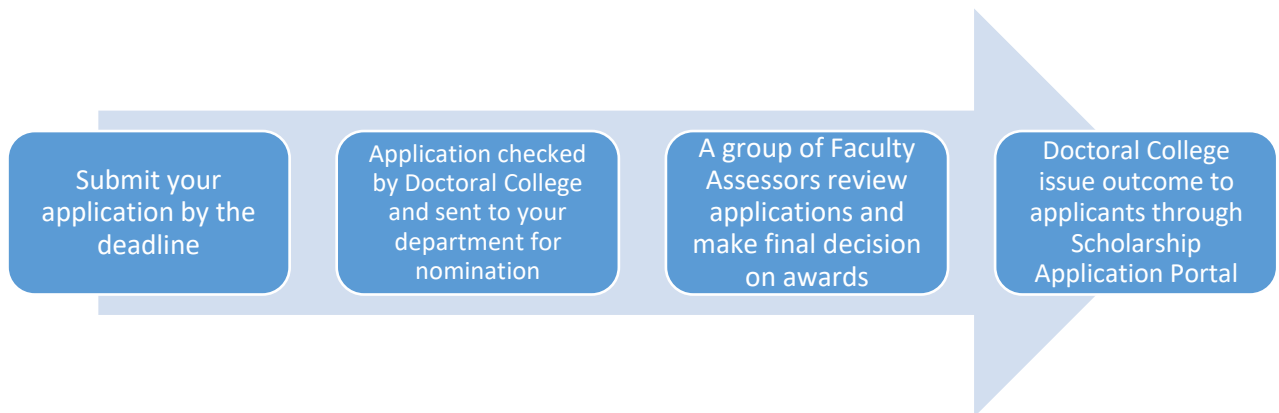 Submit your
application by the
deadline
Application checked
by Doctoral College
and sent to your
department for
nomination
A group of Faculty
Assessors review
applications and
make final decision
on awards
Doctoral College
issue outcome to
applicants through
Scholarship
Application Portal